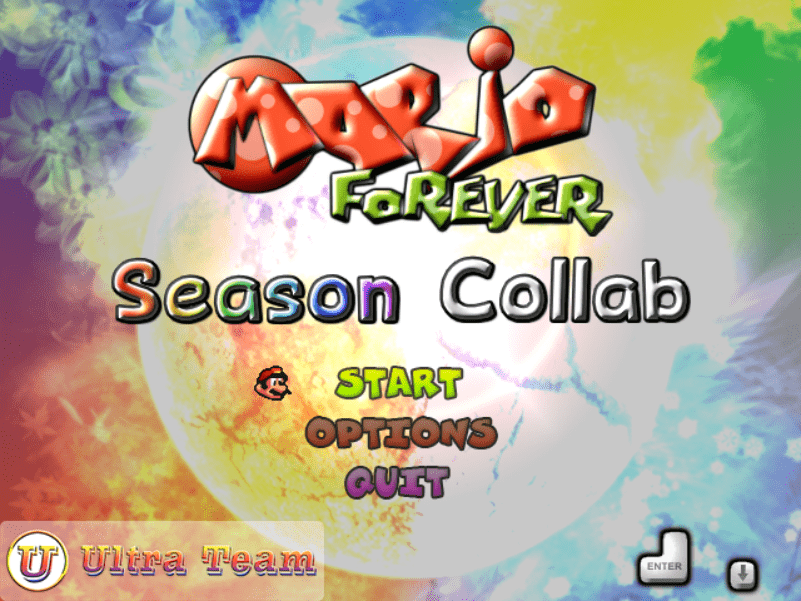 MARIO
FOREVER
Season Collab
START
OPTIONS
QUIT
U Ultra Team
ENTER